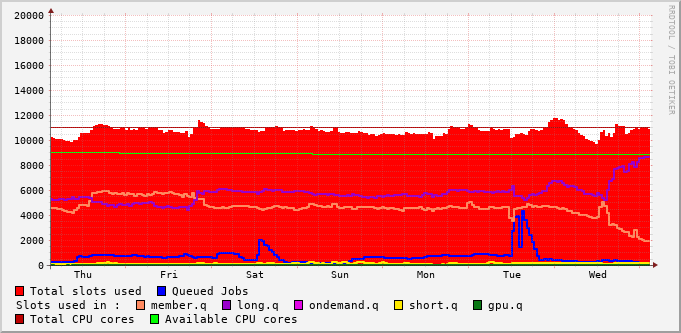 RRDTOOL / TOBI OETIKER
20000
18000
16000
14000
12000
10000
8000
6000
4000
2000
0
Thu Fri Sat Sun Mon Tue Wed
Total slots used Queued Jobs
Slots used in : member.q long.q ondemand.q short.q gpu.q
Total CPU cores Available CPU cores